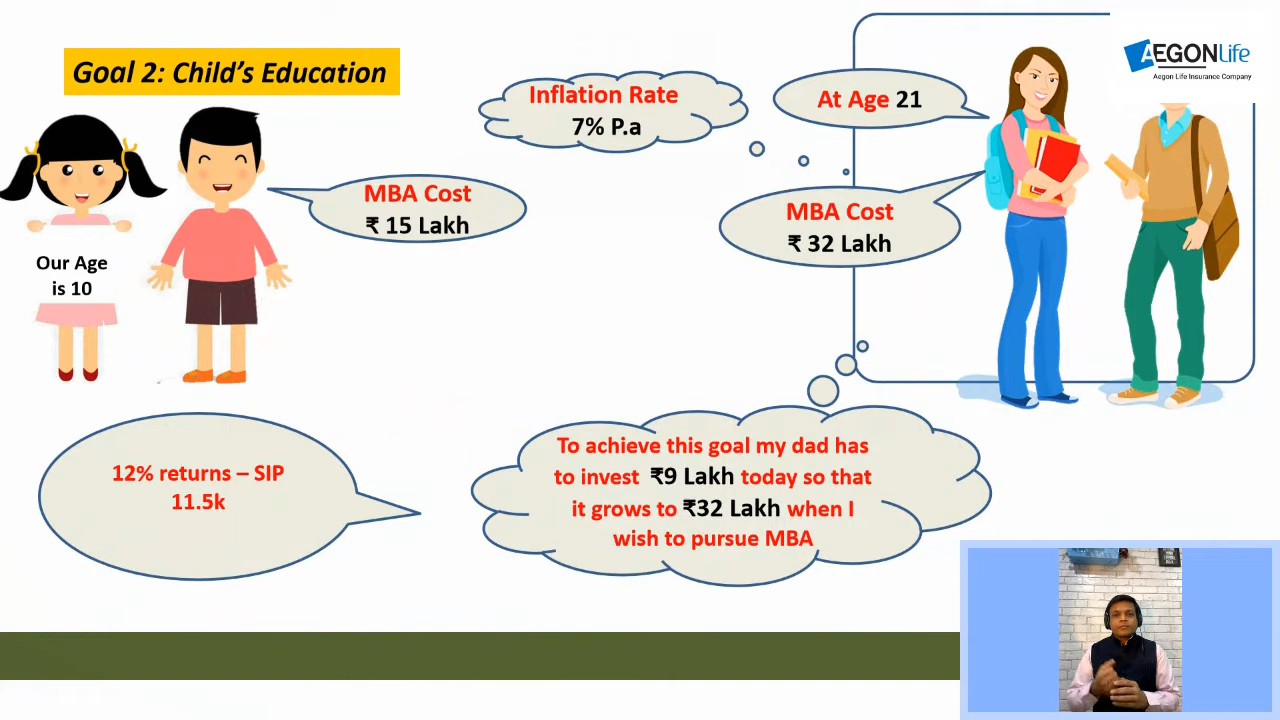 AEGONLife
Aegon Life Insurance Company
Goal 2: Child's Education
Inflation Rate
7% P.a
At Age 21
MBA Cost
₹ 15 Lakh
MBA Cost
₹ 32 Lakh
Our Age
is 10
12% returns – SIP
11.5k
To achieve this goal my dad has
to invest ₹9 Lakh today so that
it grows to ₹32 Lakh when I
wish to pursue MBA